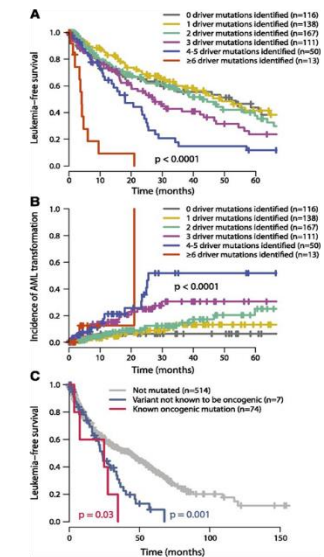 A
0 driver mutations identified (n=116)
1 driver mutations identified (n=138)
2 driver mutations identified (n=167)
3 driver mutations identified (n=111)
4-5 driver mutations identified (n=50)
≥6 driver mutations identified (n=13)
Leukemia-free survival
1.0
0.8
0.6
0.4
0.2
0.0
p < 0.0001
0 10 20 30 40 50 60
Time (months)
B
0 driver mutations identified (n=116)
1 driver mutations identified (n=138)
2 driver mutations identified (n=167)
3 driver mutations identified (n=111)
4-5 driver mutations identified (n=50)
≥6 driver mutations identified (n=13)
Incidence of AML transformation
1.0
0.8
0.6
0.4
0.2
0.0
p < 0.0001
0 10 20 30 40 50 60
Time (months)
C
Not mutated (n=514)
Variant not known to be oncogenic (n=7)
Known oncogenic mutation (n=74)
Leukemia-free survival
1.0
0.8
0.6
0.4
0.2
0.0
p = 0.03
p = 0.001
0 50 100 150
Time (months)